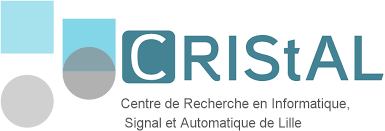 CRIStAL
Centre de Recherche en Informatique,
Signal et Automatique de Lille